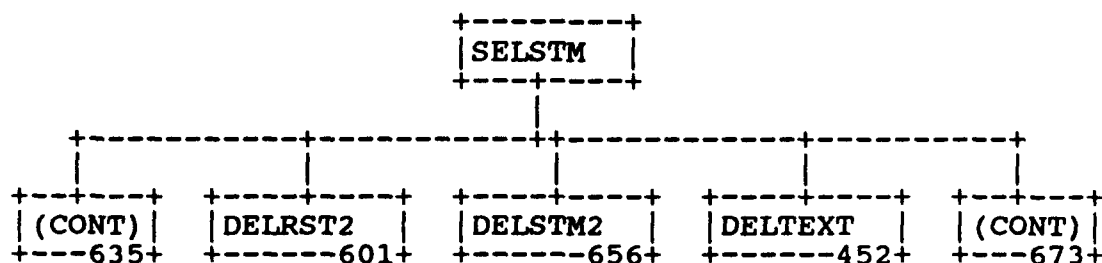 SELSTM
(CONT) DELRST2 DELSTM2 DELTEXT (CONT)
635 601 656 452 673